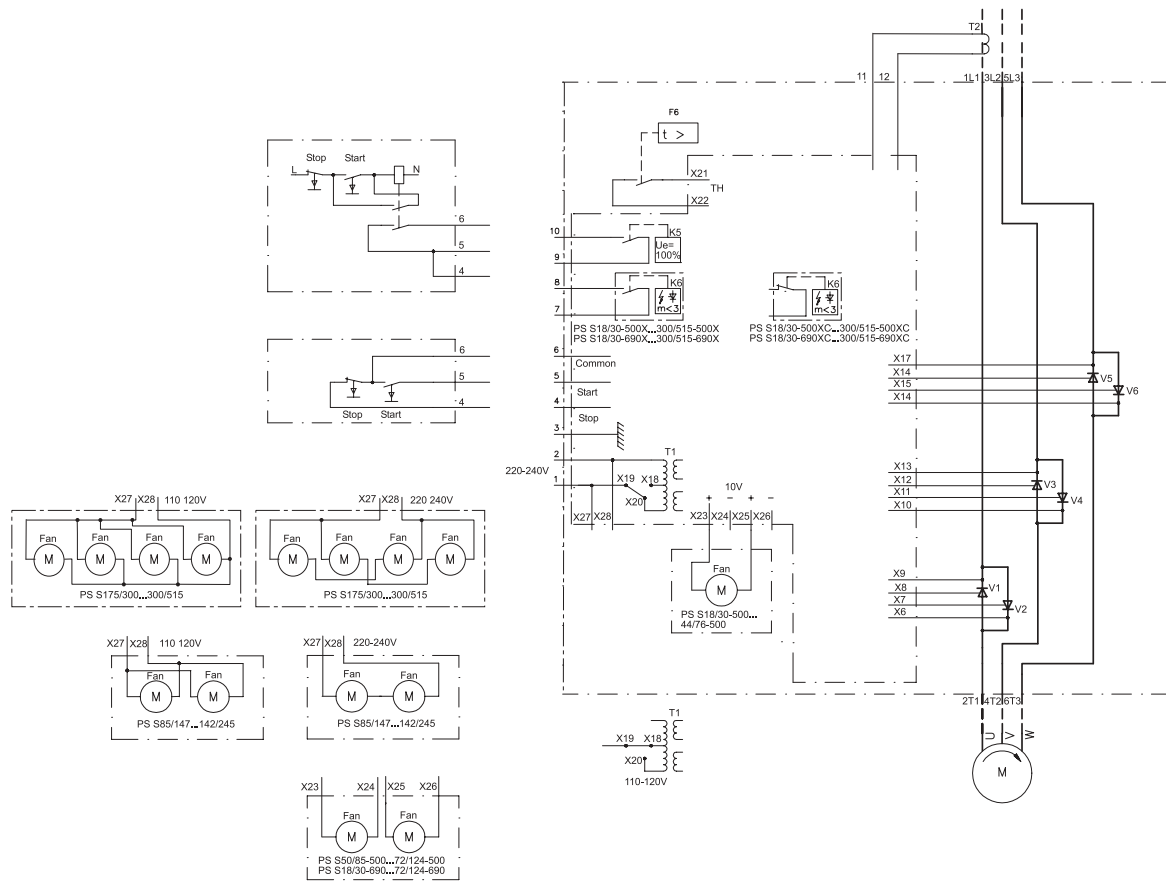 T2
11 12 1L1 3L2 5L3
F6
t >
Stop Start
L N
X21
TH
X22
6
5
4
10 K5
Ue=
100%
9
8 K6
m<3
7
K6
m<3
PS S18/30-500X...300/515-500X
PS S18/30-690X...300/515-690X
PS S18/30-500XC...300/515-500XC
PS S18/30-690XC...300/515-690XC
6
5
4
Stop Start
6
Common
5
Start
4
Stop
3
2
T1
220-240V
1
X19 X18
X20
X27 X28
10V
+ - + -
X23 X24 X25 X26
Fan
M
PS S18/30-500...
44/76-500
X17
X14
X15
X14
V5
V6
X13
X12
X11
X10
V3
V4
X9
X8
X7
X6
V1
V2
X27 X28 110 120V
Fan Fan Fan Fan
M M M M
PS S175/300...300/515
X27 X28 220 240V
Fan Fan Fan Fan
M M M M
PS S175/300...300/515
X27 X28 110 120V
Fan Fan
M M
PS S85/147...142/245
X27 X28 220-240V
Fan Fan
M M
PS S85/147...142/245
T1
X19 X18
X20
110-120V
2T1 4T2 6T3
U V W
M
X23 X24 X25 X26
Fan Fan
M M
PS S50/85-500...72/124-500
PS S18/30-690...72/124-690